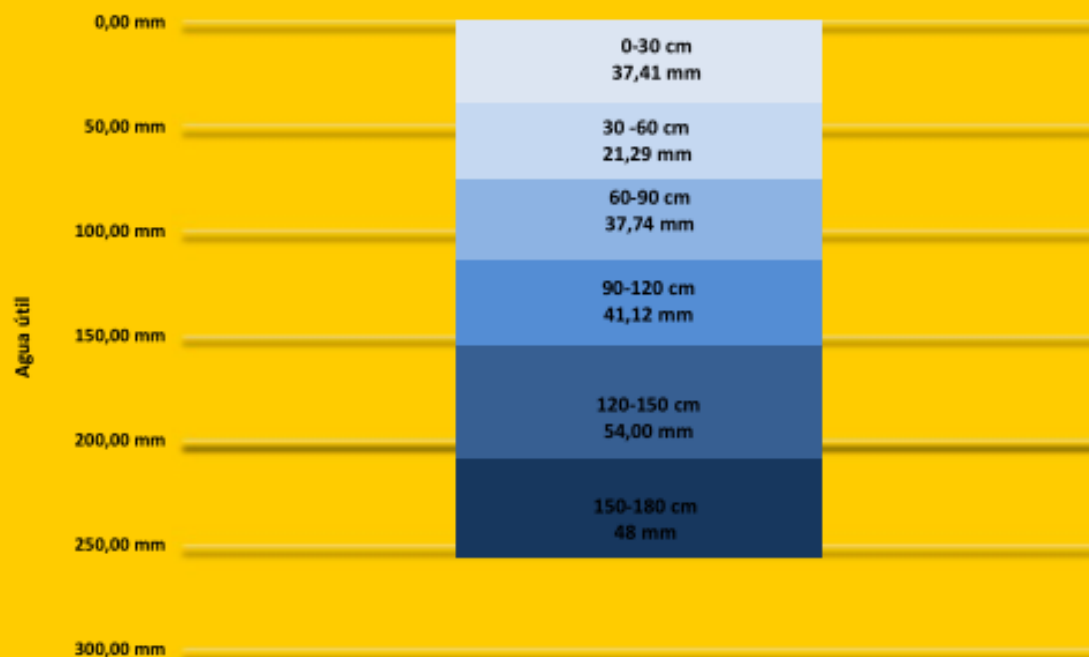 Agua útil
0,00 mm
50,00 mm
100,00 mm
150,00 mm
200,00 mm
250,00 mm
300,00 mm
0-30 cm
37,41 mm
30 -60 cm
21,29 mm
60-90 cm
37,74 mm
90-120 cm
41,12 mm
120-150 cm
54,00 mm
150-180 cm
48 mm